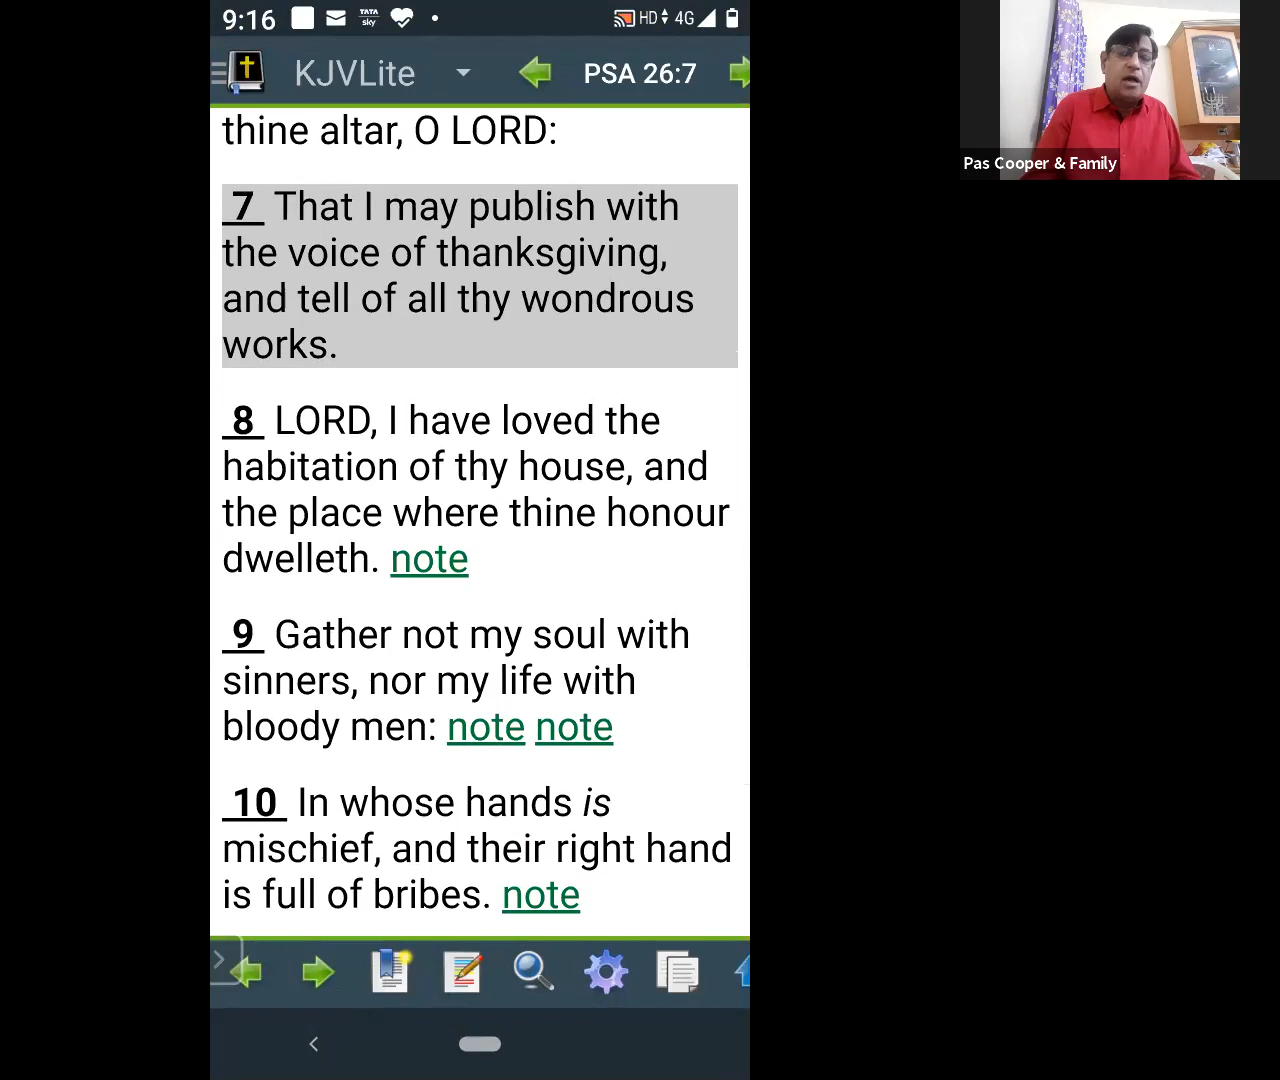 9:16 TATA sky HD 4G
KJVLite PSA 26:7
thine altar, O LORD:
7 That I may publish with
the voice of thanksgiving,
and tell of all thy wondrous
works.
8 LORD, I have loved the
habitation of thy house, and
the place where thine honour
dwelleth. note
9 Gather not my soul with
sinners, nor my life with
bloody men: note note
10 In whose hands is
mischief, and their right hand
is full of bribes. note
Pas Cooper & Family